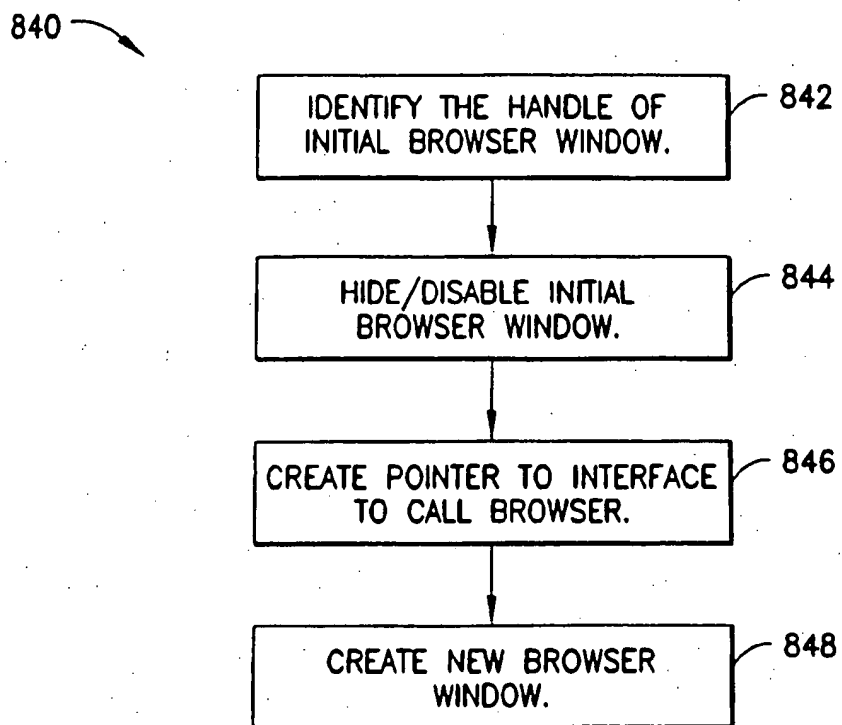 840
IDENTIFY THE HANDLE OF
INITIAL BROWSER WINDOW.
842
HIDE/DISABLE INITIAL
BROWSER WINDOW.
844
CREATE POINTER TO INTERFACE
TO CALL BROWSER.
846
CREATE NEW BROWSER
WINDOW.
848